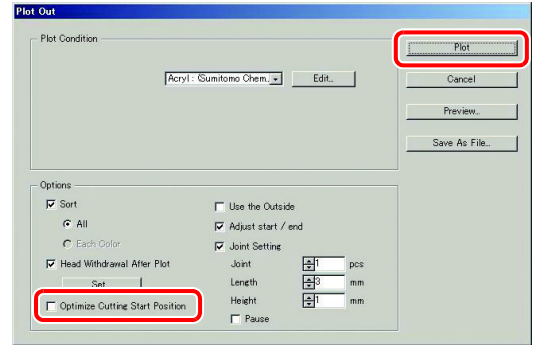 Plot Out
Plot Condition
Acryl : (Sumitomo Chem.
Edit...
Plot
Cancel
Preview...
Save As File...
Options
Sort
All
Each Color
Head Withdrawal After Plot
Set...
Optimize Cutting Start Position
Use the Outside
Adjust start / end
Joint Setting
Joint 1 pcs
Length 3 mm
Height 1 mm
Pause